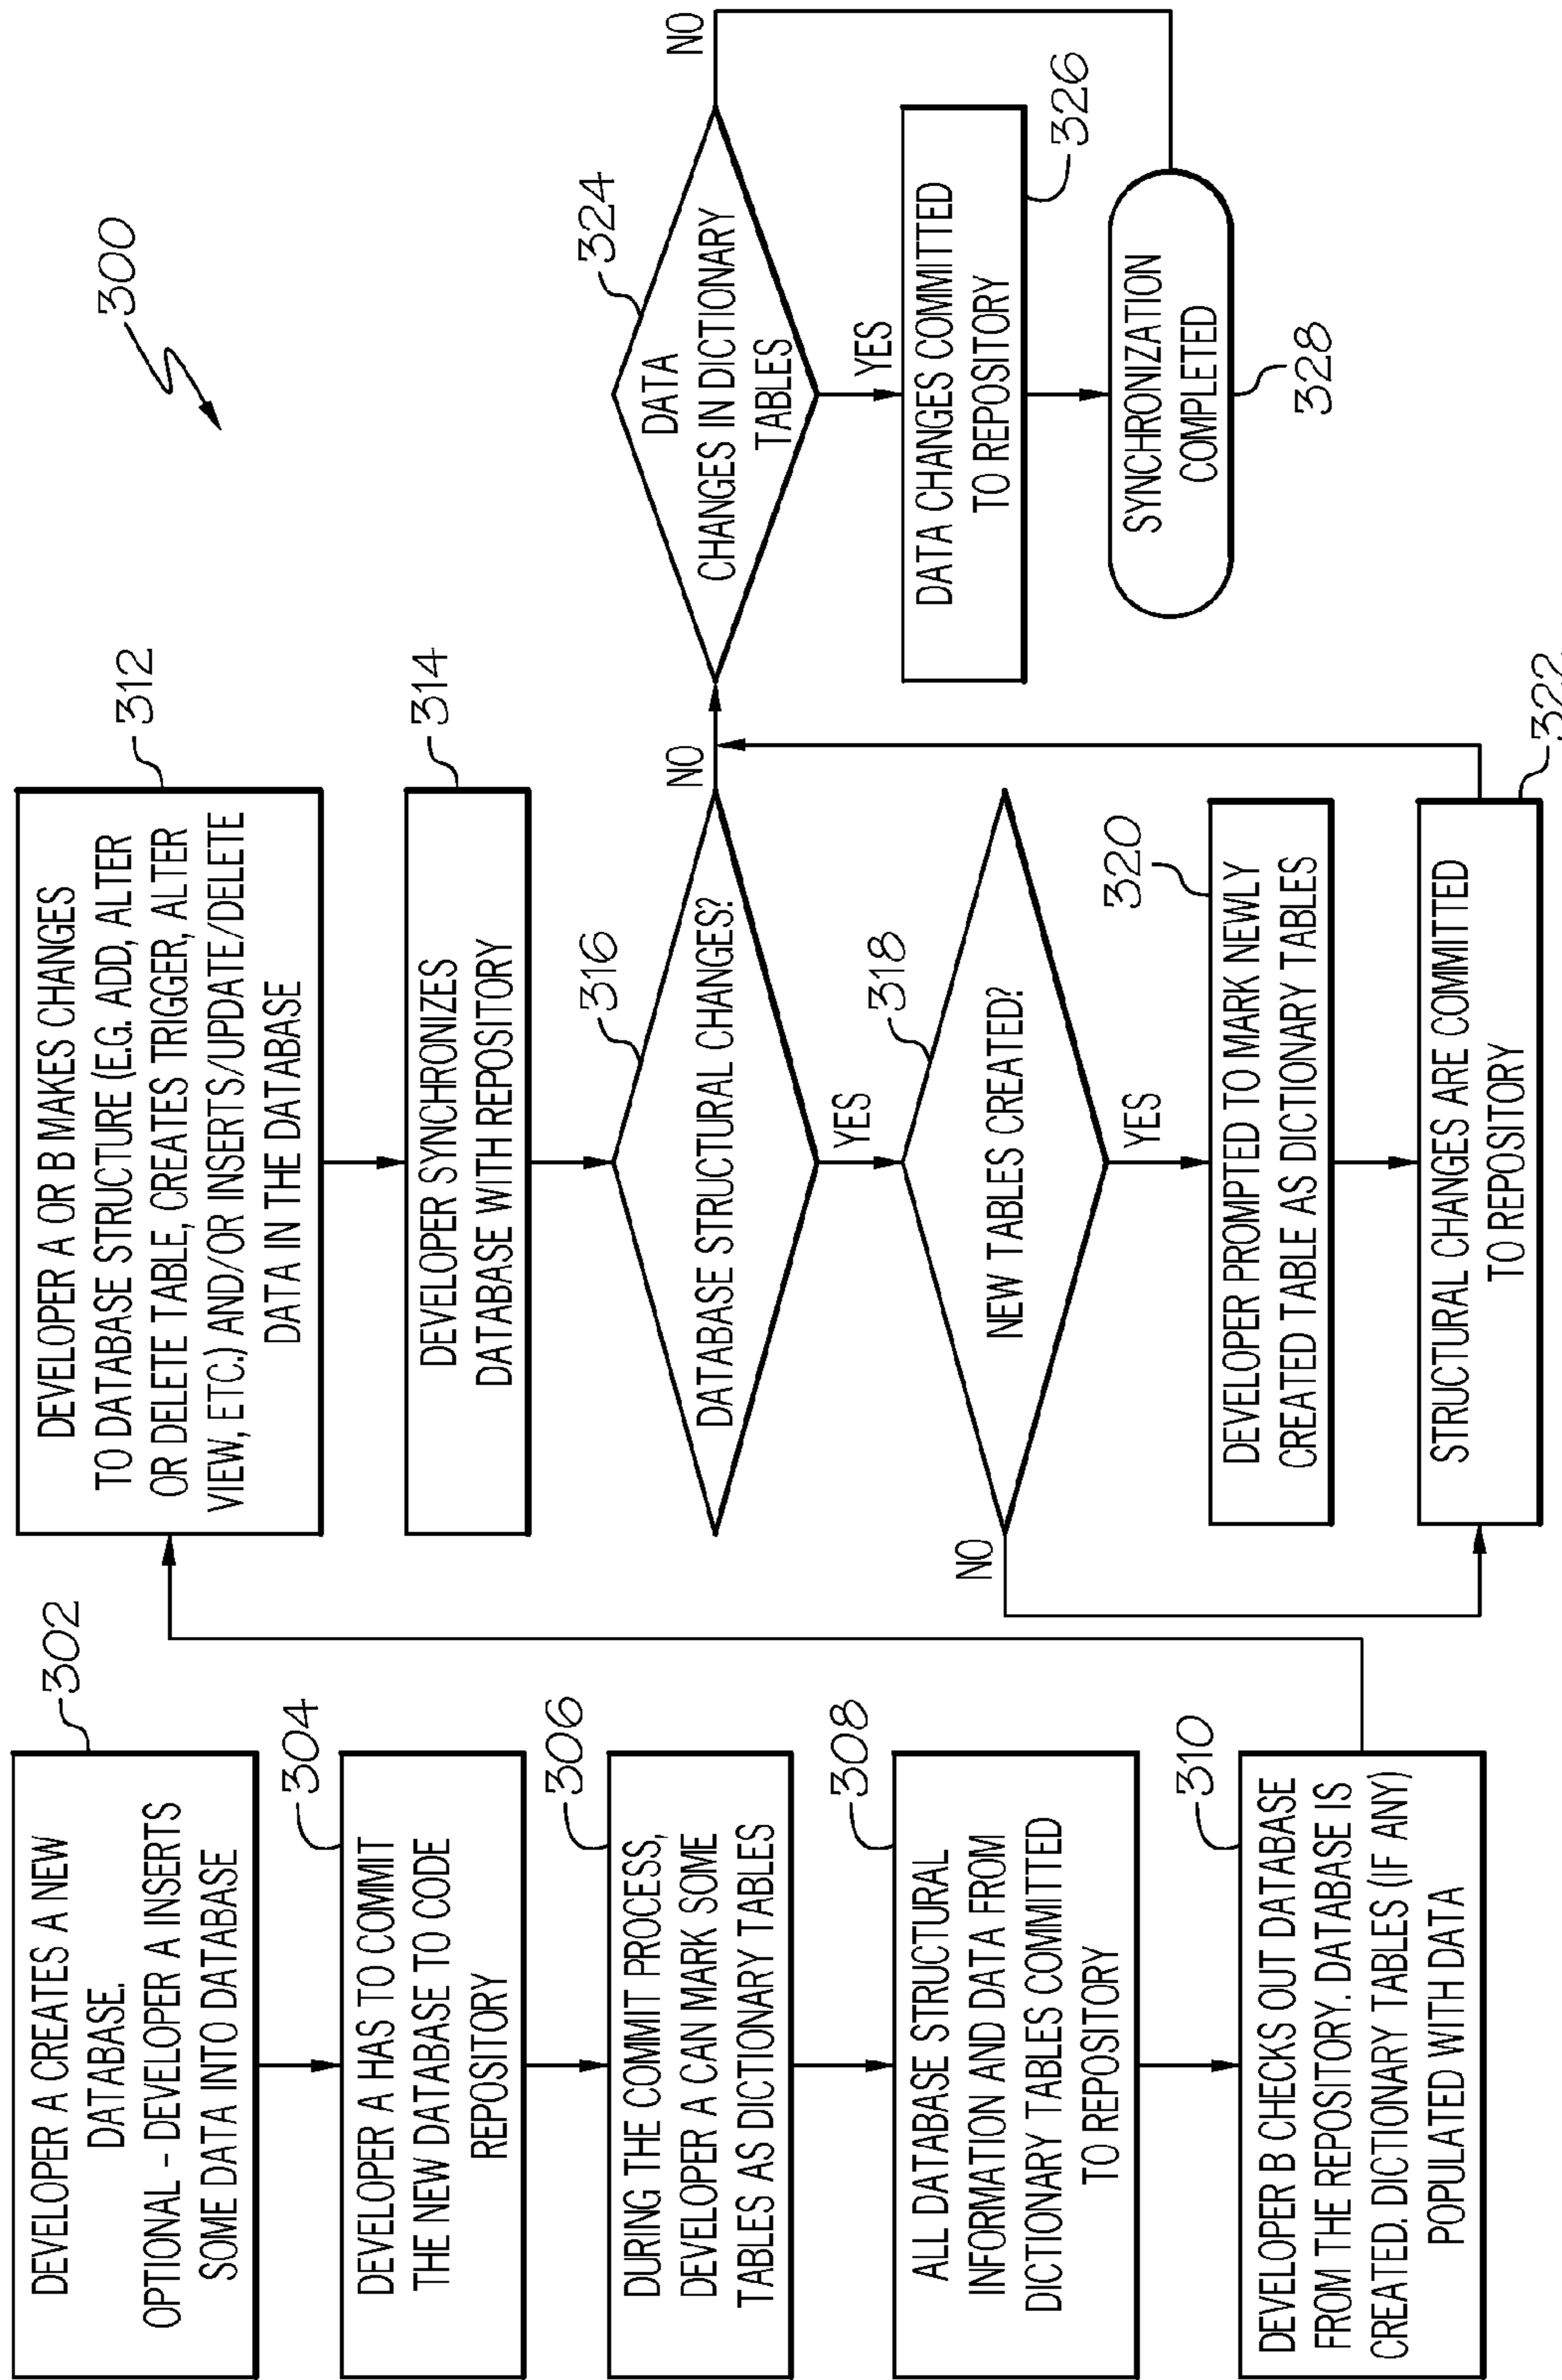 300
302
DEVELOPER A CREATES A NEW
DATABASE.
OPTIONAL - DEVELOPER A INSERTS
SOME DATA INTO DATABASE
304
DEVELOPER A HAS TO COMMIT
THE NEW DATABASE TO CODE
REPOSITORY
306
DURING THE COMMIT PROCESS,
DEVELOPER A CAN MARK SOME
TABLES AS DICTIONARY TABLES
308
ALL DATABASE STRUCTURAL
INFORMATION AND DATA FROM
DICTIONARY TABLES COMMITTED
TO REPOSITORY
310
DEVELOPER B CHECKS OUT DATABASE
FROM THE REPOSITORY. DATABASE IS
CREATED. DICTIONARY TABLES (IF ANY)
POPULATED WITH DATA
312
DEVELOPER A OR B MAKES CHANGES
TO DATABASE STRUCTURE (E.G. ADD, ALTER
OR DELETE TABLE, CREATES TRIGGER, ALTER
VIEW, ETC.) AND/OR INSERTS/UPDATE/DELETE
DATA IN THE DATABASE
314
DEVELOPER SYNCHRONIZES
DATABASE WITH REPOSITORY
316
DATABASE STRUCTURAL CHANGES?
NO
YES
318
NEW TABLES CREATED?
NO
YES
320
DEVELOPER PROMPTED TO MARK NEWLY
CREATED TABLE AS DICTIONARY TABLES
322
STRUCTURAL CHANGES ARE COMMITTED
TO REPOSITORY
324
DATA
CHANGES IN DICTIONARY
TABLES
NO
YES
326
DATA CHANGES COMMITTED
TO REPOSITORY
SYNCHRONIZATION
COMPLETED
328